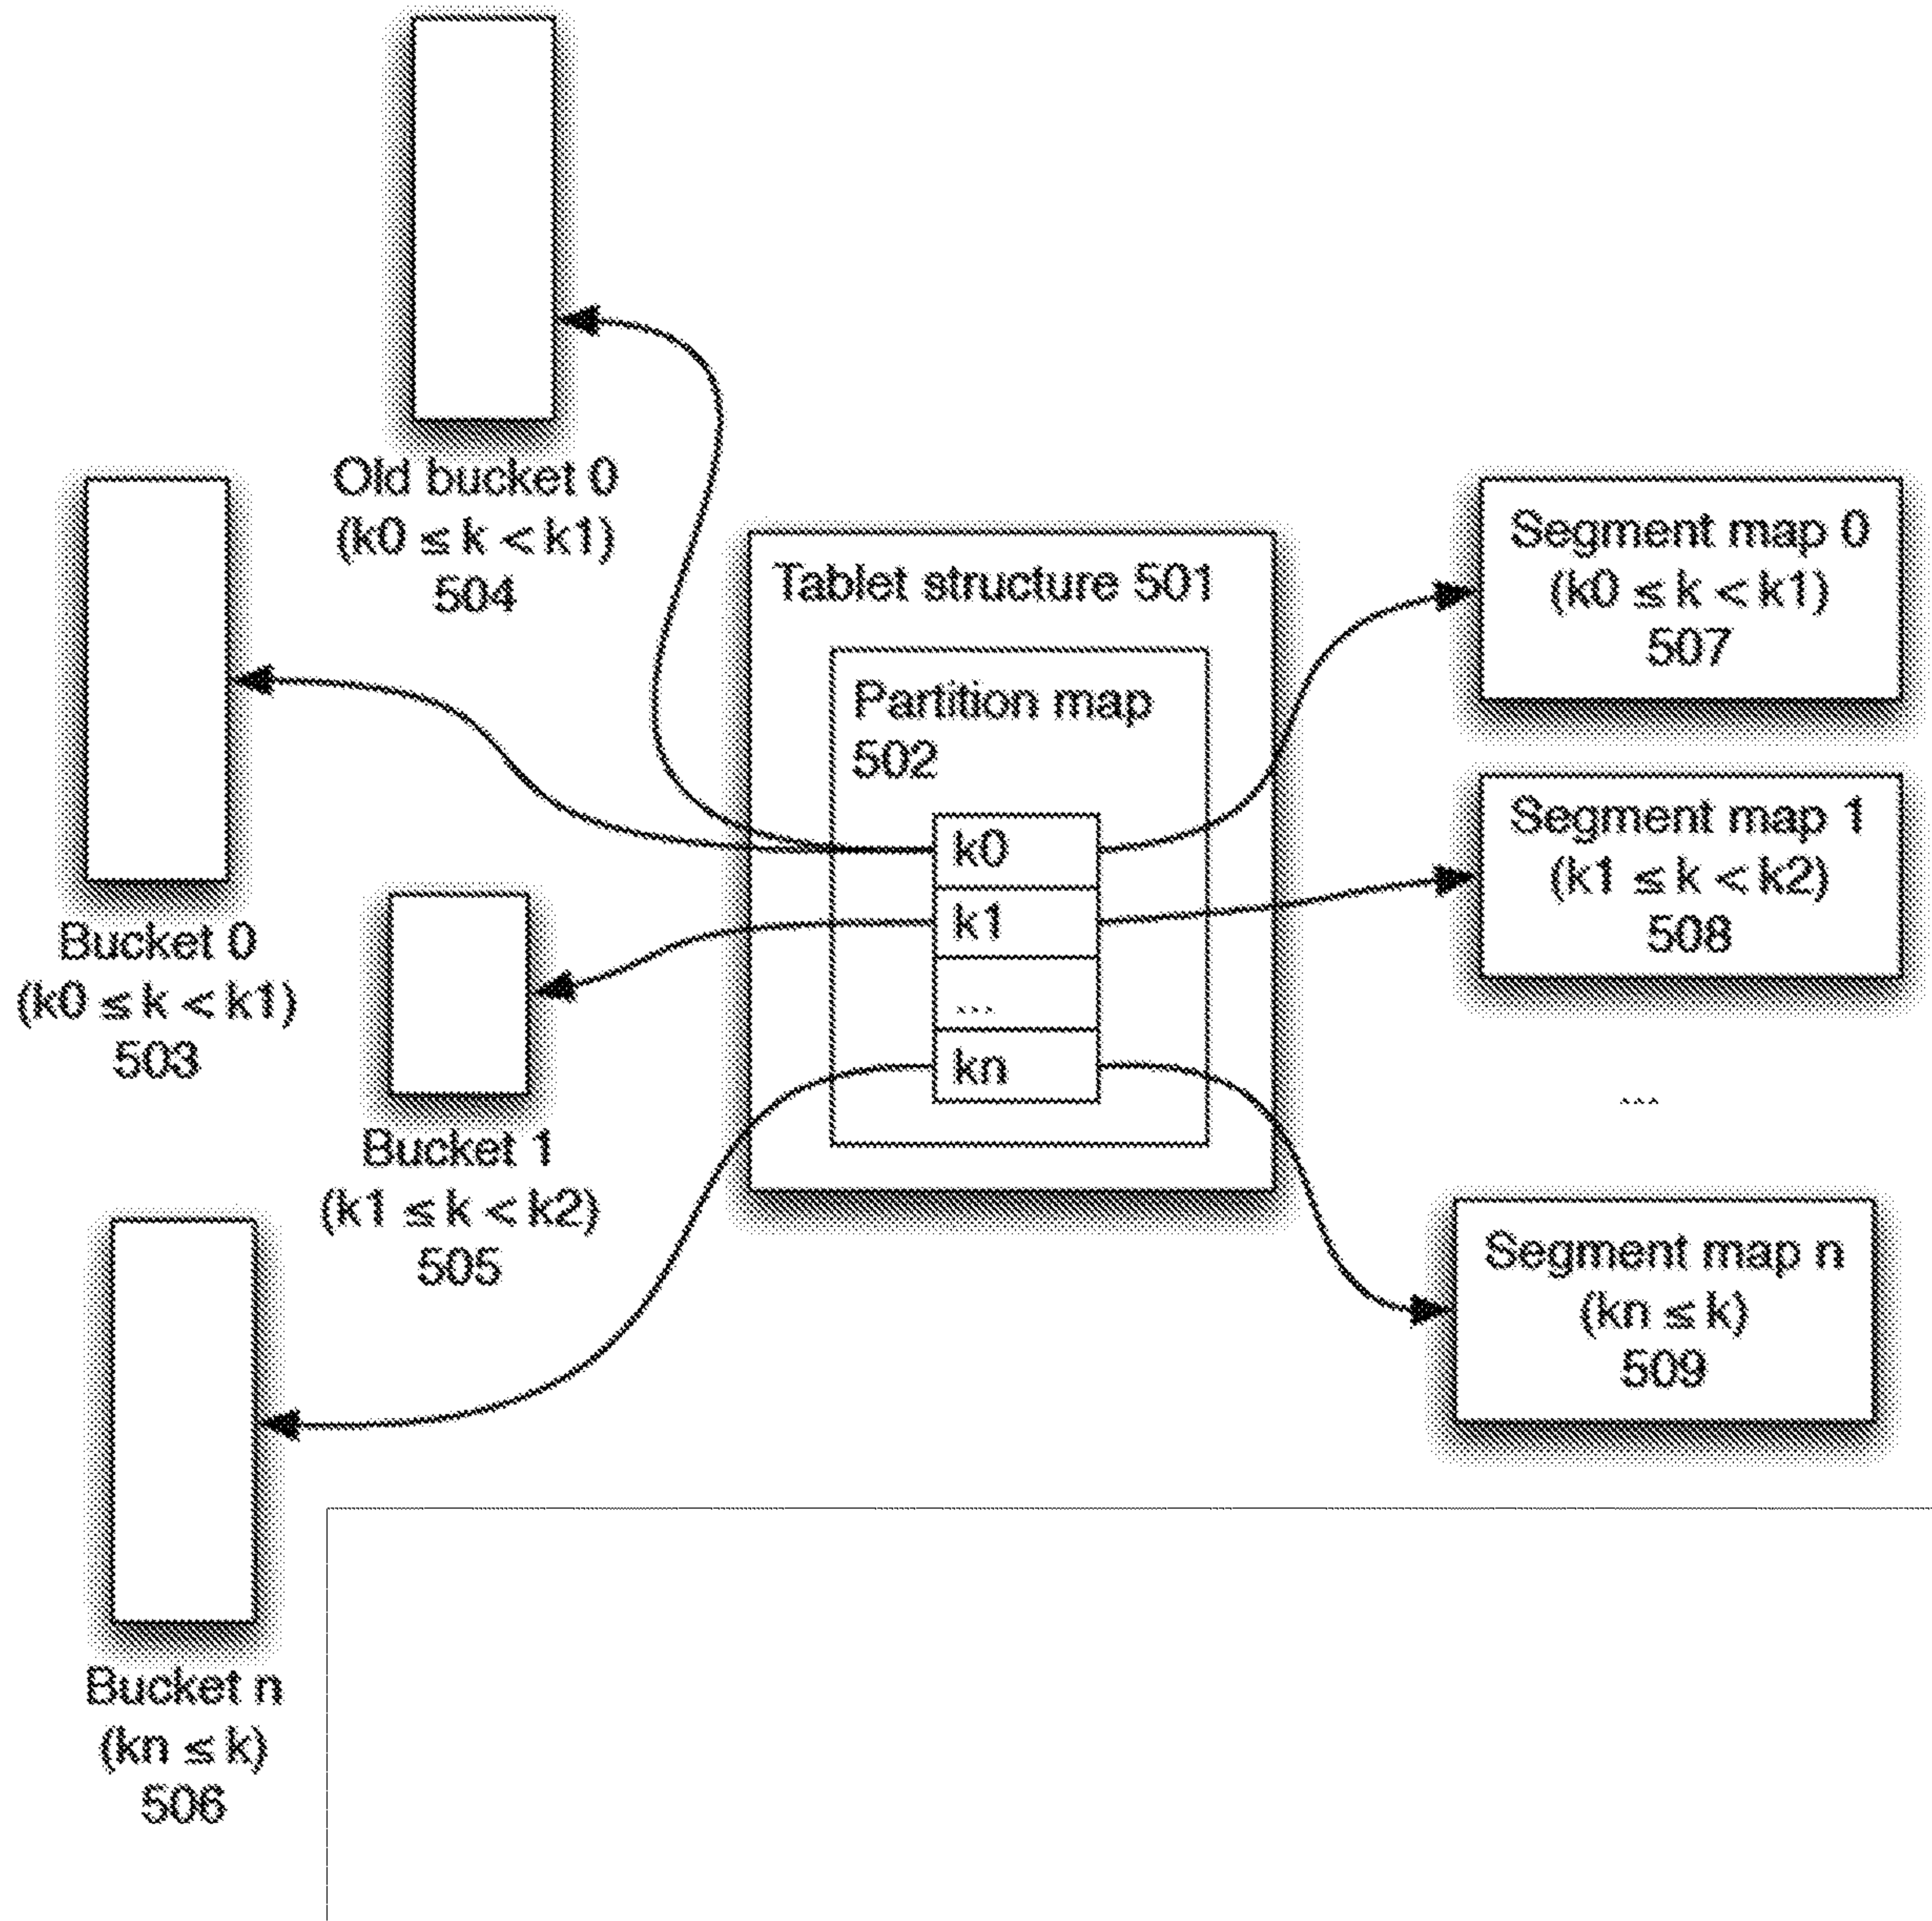 Old bucket 0
(k0 ≤ k < k1)
504
Bucket 0
(k0 ≤ k < k1)
503
Bucket 1
(k1 ≤ k < k2)
505
Bucket n
(kn ≤ k)
506
Tablet structure 501
Partition map
502
k0
k1
...
kn
Segment map 0
(k0 ≤ k < k1)
507
Segment map 1
(k1 ≤ k < k2)
508
...
Segment map n
(kn ≤ k)
509